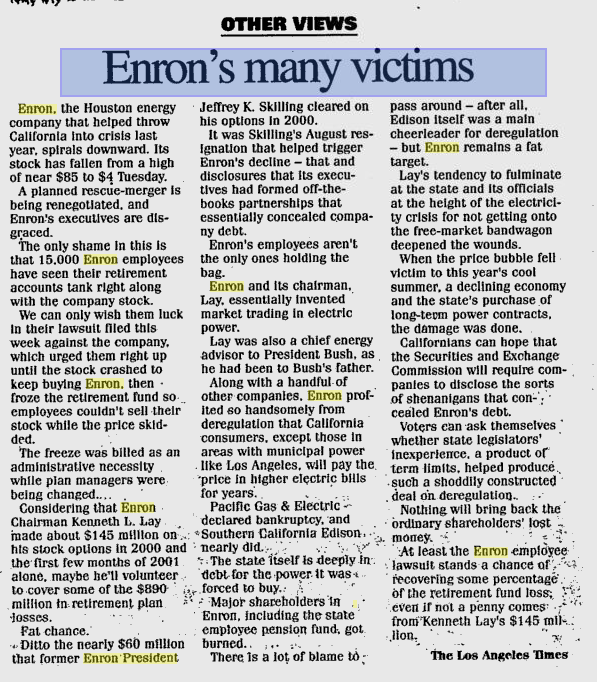 OTHER VIEWS
Enron's many victims
Enron, the Houston energy
company that helped throw
California into crisis last
year, spirals downward. Its
stock has fallen from a high
of near $85 to $4 Tuesday.
A planned rescue-merger is
being renegotiated, and
Enron's executives are dis-
graced.
The only shame in this is
that 15,000 Enron employees
have seen their retirement
accounts tank right along
with the company stock.
We can only wish them luck
in their lawsuit filed this
week against the company,
which urged them right up
until the stock crashed to
keep buying Enron, then
froze the retirement fund so
employees couldn't sell their
stock while the price skid-
ded.
The freeze was billed as an
administrative necessity
while plan managers were
being changed....
Considering that Enron
Chairman Kenneth L. Lay
made about $145 million on
his stock options in 2000 and
the first few months of 2001
alone, maybe he'll volunteer
to cover some of the $890
million in retirement plan
losses.
Fat chance.
Ditto the nearly $60 million
that former Enron President
Jeffrey K. Skilling cleared on
his options in 2000.
It was Skilling's August res-
ignation that helped trigger
Enron's decline – that and
disclosures that its execu-
tives had formed off-the-
books partnerships that
essentially concealed compa-
ny debt.
Enron's employees aren't
the only ones holding the
bag.
Enron and its chairman,
Lay, essentially invented
market trading in electric
power.
Lay was also a chief energy
advisor to President Bush, as
he had been to Bush's father.
Along with a handful of
other companies, Enron prof-
ited so handsomely from
deregulation that California
consumers, except those in
areas with municipal power
like Los Angeles, will pay the
price in higher electric bills
for years.
Pacific Gas & Electric
declared bankruptcy, and
Southern California Edison
nearly did.
The state itself is deeply in
debt for the power it was
forced to buy.
Major shareholders in
Enron, including the state
employee pension fund, got
burned.
There is a lot of blame to
pass around – after all,
Edison itself was a main
cheerleader for deregulation
– but Enron remains a fat
target.
Lay's tendency to fulminate
at the state and its officials
at the height of the electrici-
ty crisis for not getting onto
the free-market bandwagon
deepened the wounds.
When the price bubble fell
victim to this year's cool
summer, a declining economy
and the state's purchase of
long-term power contracts,
the damage was done.
Californians can hope that
the Securities and Exchange
Commission will require com-
panies to disclose the sorts
of shenanigans that con-
cealed Enron's debt.
Voters can ask themselves
whether state legislators'
inexperience, a product of
term limits, helped produce
such a shoddily constructed
deal on deregulation.
Nothing will bring back the
ordinary shareholders' lost
money.
At least the Enron employee
lawsuit stands a chance of
recovering some percentage
of the retirement fund loss,
even if not a penny comes
from Kenneth Lay's $145 mil-
lion.
The Los Angeles Times